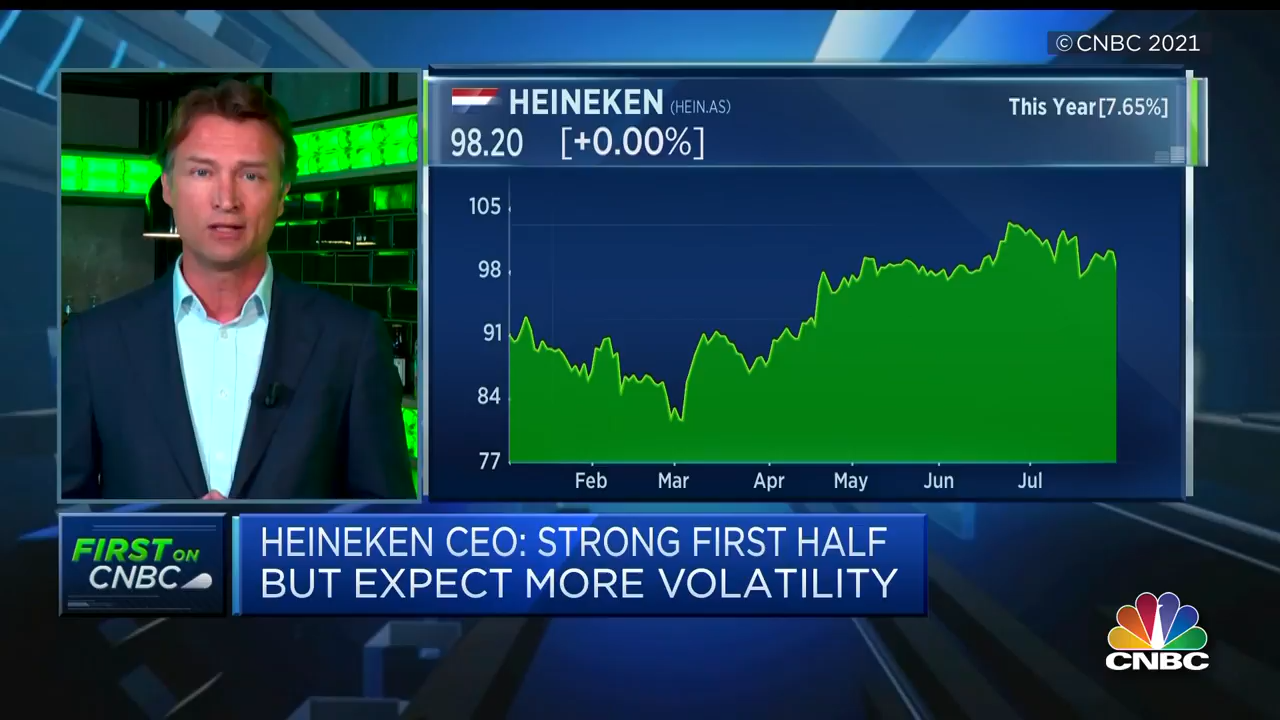 © CNBC 2021
HEINEKEN (HEIN.AS)
This Year[7.65%]
98.20 [+0.00%]
105
98
91
84
77
Feb Mar Apr May Jun Jul
FIRST ON
CNBC
HEINEKEN CEO: STRONG FIRST HALF
BUT EXPECT MORE VOLATILITY
CNBC